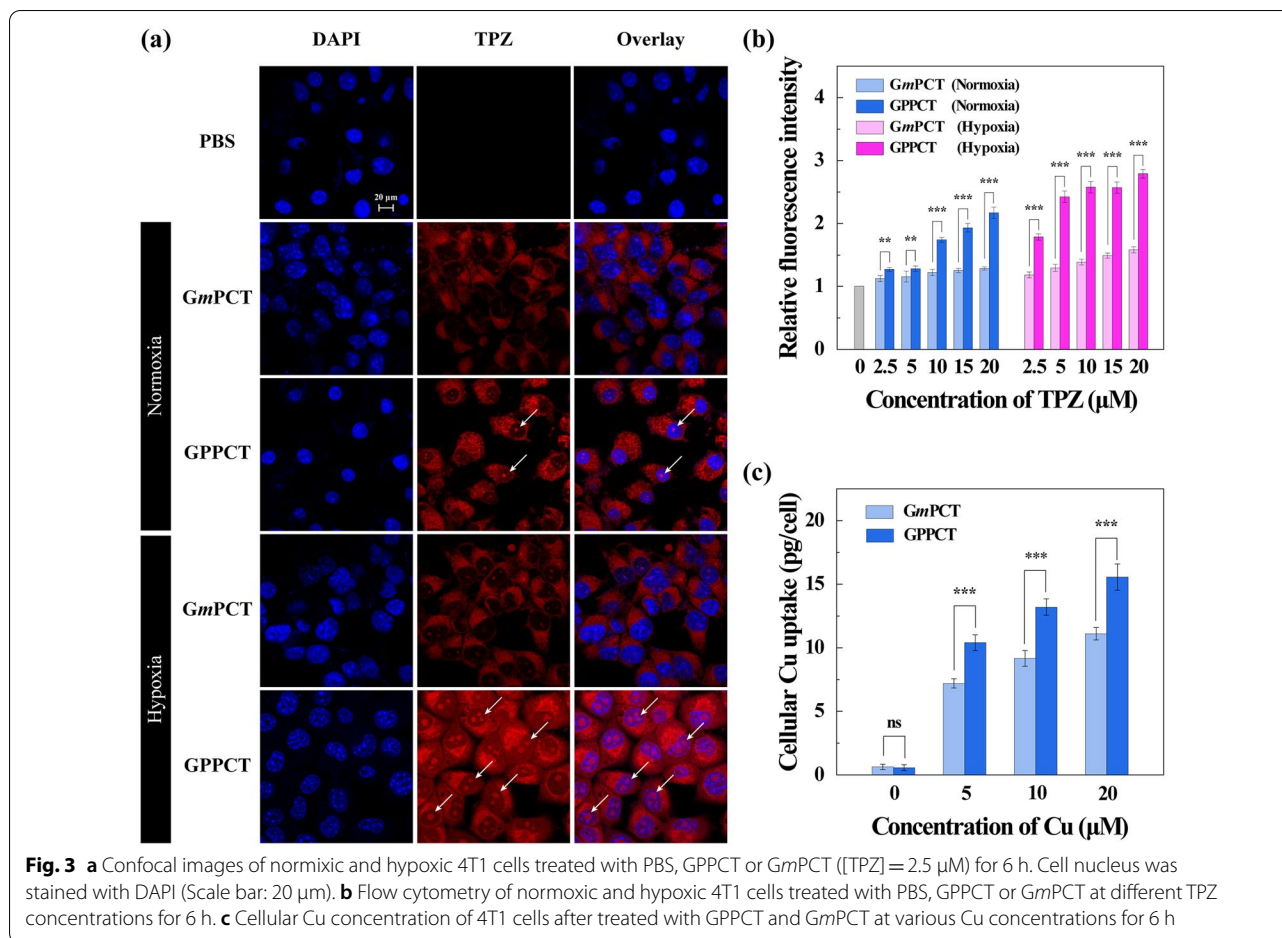 (a)
DAPI TPZ Overlay
PBS
20 μm
Normoxia
GmPCT
GPPCT
Hypoxia
GmPCT
GPPCT
(b)
Relative fluorescence intensity
4
3
2
1
0
GmPCT (Normoxia)
GPPCT (Normoxia)
GmPCT (Hypoxia)
GPPCT (Hypoxia)
** ** *** *** *** *** *** *** *** ***
0 2.5 5 10 15 20 2.5 5 10 15 20
Concentration of TPZ (μM)
(c)
Cellular Cu uptake (pg/cell)
20
15
10
5
0
GmPCT
GPPCT
ns *** *** ***
0 5 10 20
Concentration of Cu (μM)
Fig. 3 a Confocal images of normixic and hypoxic 4T1 cells treated with PBS, GPPCT or GmPCT ([TPZ] = 2.5 μM) for 6 h. Cell nucleus was
stained with DAPI (Scale bar: 20 μm). b Flow cytometry of normoxic and hypoxic 4T1 cells treated with PBS, GPPCT or GmPCT at different TPZ
concentrations for 6 h. c Cellular Cu concentration of 4T1 cells after treated with GPPCT and GmPCT at various Cu concentrations for 6 h